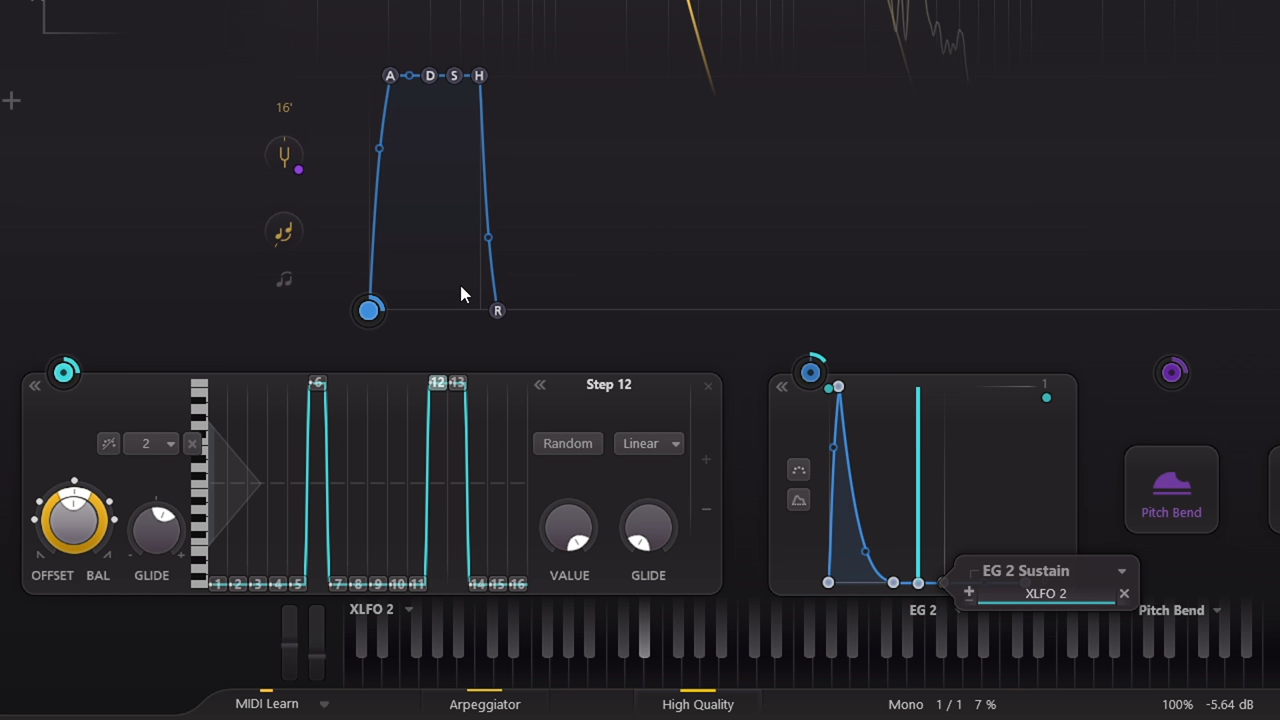 A D S H
16'
R
6 12 13
Step 12
1
2
Random Linear
Pitch Bend
OFFSET BAL GLIDE
VALUE GLIDE
1 2 3 4 5 7 8 9 10 11 14 15 16
EG 2 Sustain
XLFO 2
XLFO 2
EG 2
Pitch Bend
MIDI Learn Arpeggiator High Quality Mono 1 / 1 7 % 100% -5.64 dB